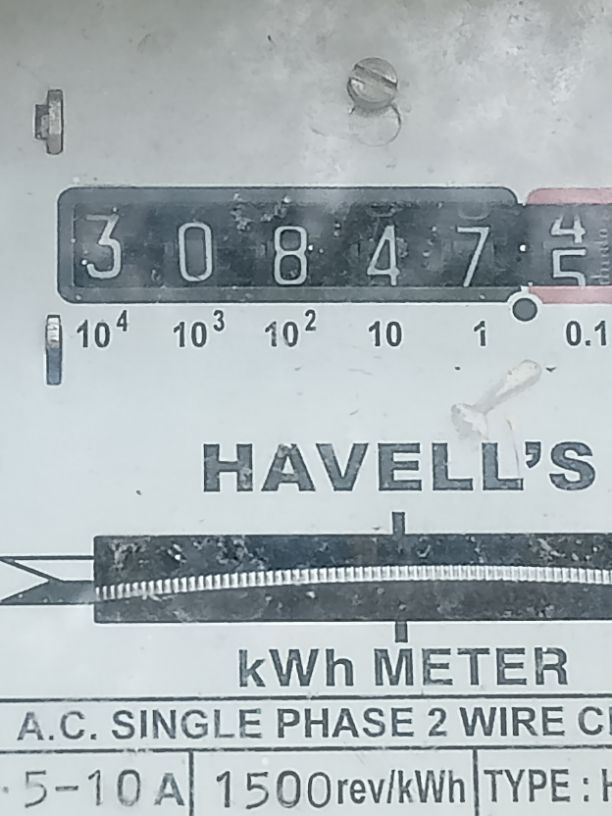 3 0 8 4 7 4 5
10⁴ 10³ 10² 10 1 0.1
HAVELL'S
kWh METER
A.C. SINGLE PHASE 2 WIRE
5-10 A 1500rev/kWh TYPE :